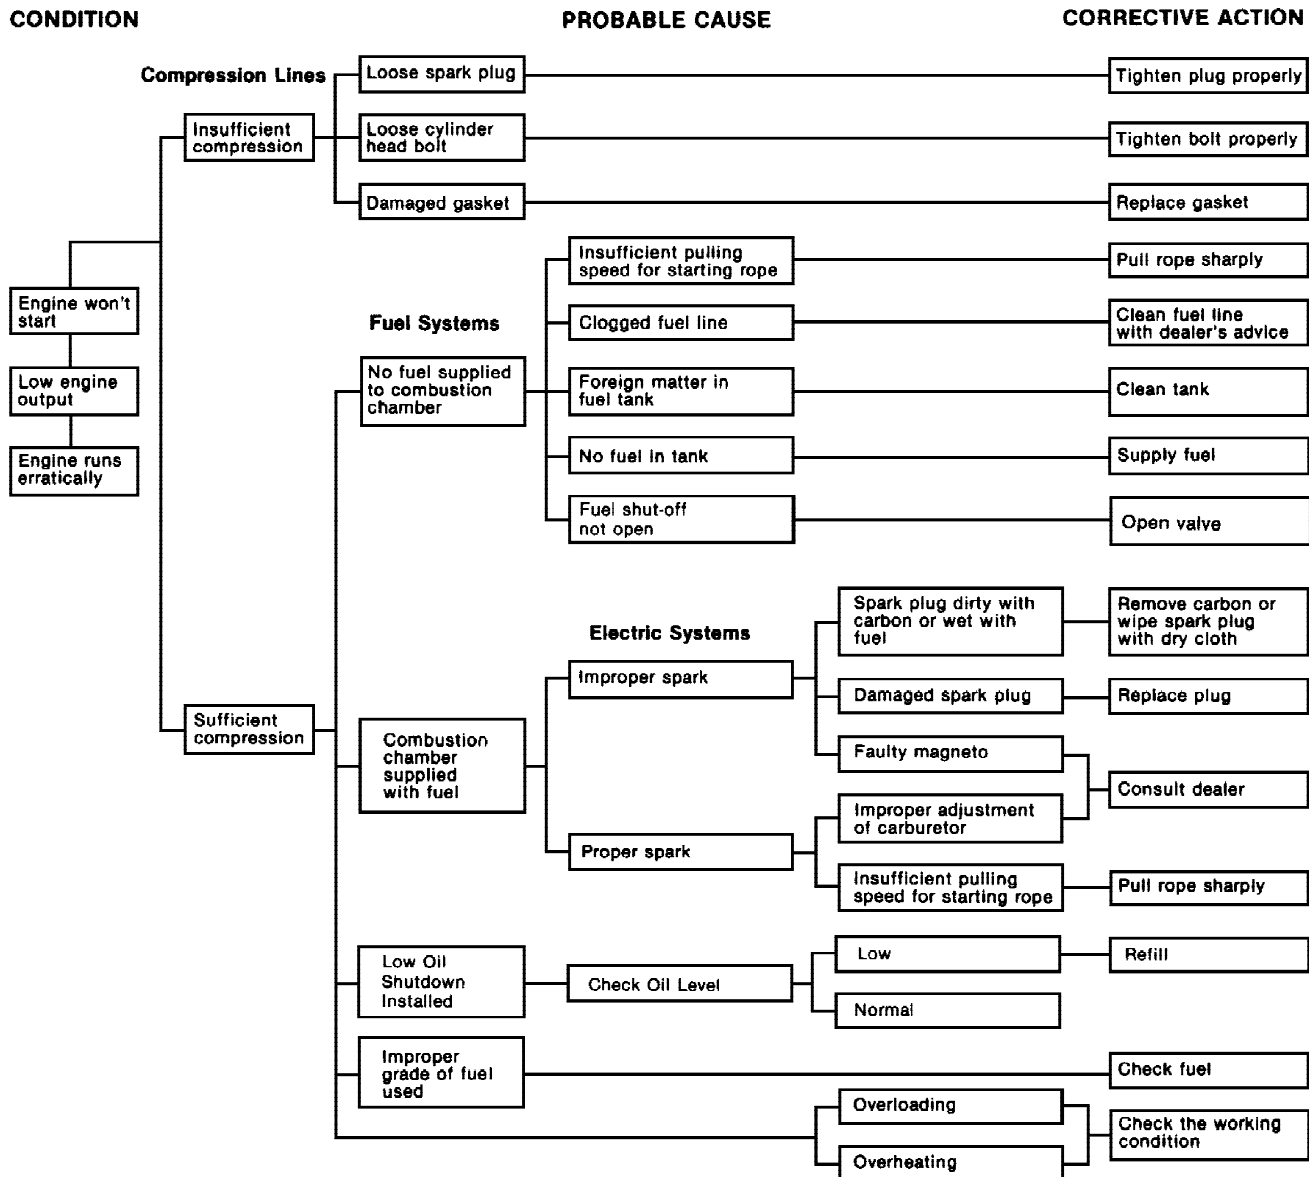 CONDITION
PROBABLE CAUSE
CORRECTIVE ACTION
Compression Lines
Loose spark plug
Tighten plug properly
Insufficient
compression
Loose cylinder
head bolt
Tighten bolt properly
Damaged gasket
Replace gasket
Engine won't
start
Low engine
output
Engine runs
erratically
Fuel Systems
No fuel supplied
to combustion
chamber
Insufficient pulling
speed for starting rope
Pull rope sharply
Clogged fuel line
Clean fuel line
with dealer's advice
Foreign matter in
fuel tank
Clean tank
No fuel in tank
Supply fuel
Fuel shut-off
not open
Open valve
Sufficient
compression
Electric Systems
Combustion
chamber
supplied
with fuel
Improper spark
Spark plug dirty with
carbon or wet with
fuel
Remove carbon or
wipe spark plug
with dry cloth
Damaged spark plug
Replace plug
Faulty magneto
Consult dealer
Proper spark
Improper adjustment
of carburetor
Insufficient pulling
speed for starting rope
Pull rope sharply
Low Oil
Shutdown
Installed
Check Oil Level
Low
Refill
Normal
Improper
grade of fuel
used
Check fuel
Overloading
Check the working
condition
Overheating